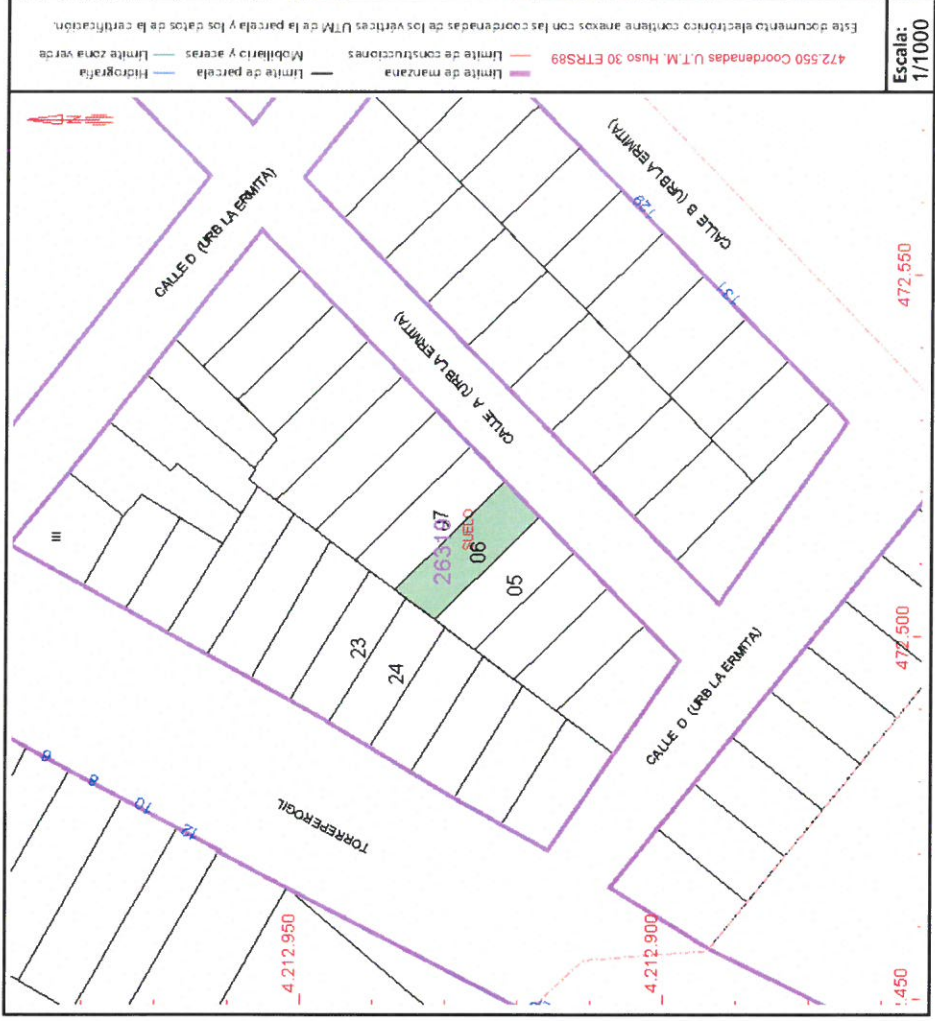 Este documento electrónico contiene anexos con las coordenadas de los vértices UTM de la parcela y los datos de la certificación.
472.550 Coordenadas U.T.M. Huso 30 ETRS89
Límite de manzana
Límite de parcela
Límite de construcciones
Mobiliario y aceras
Límite zona verde
Hidrografía
Escala:
1/1000
CALLE D (URB LA ERMITA)
CALLE B (URB LA ERMITA)
129
131
CALLE A (URB LA ERMITA)
472.550
III
07
SUELO
06
05
23
24
472.500
CALLE D (URB LA ERMITA)
6
8
10
12
TORREPEROGIL
4.212.950
4.212.900
.450